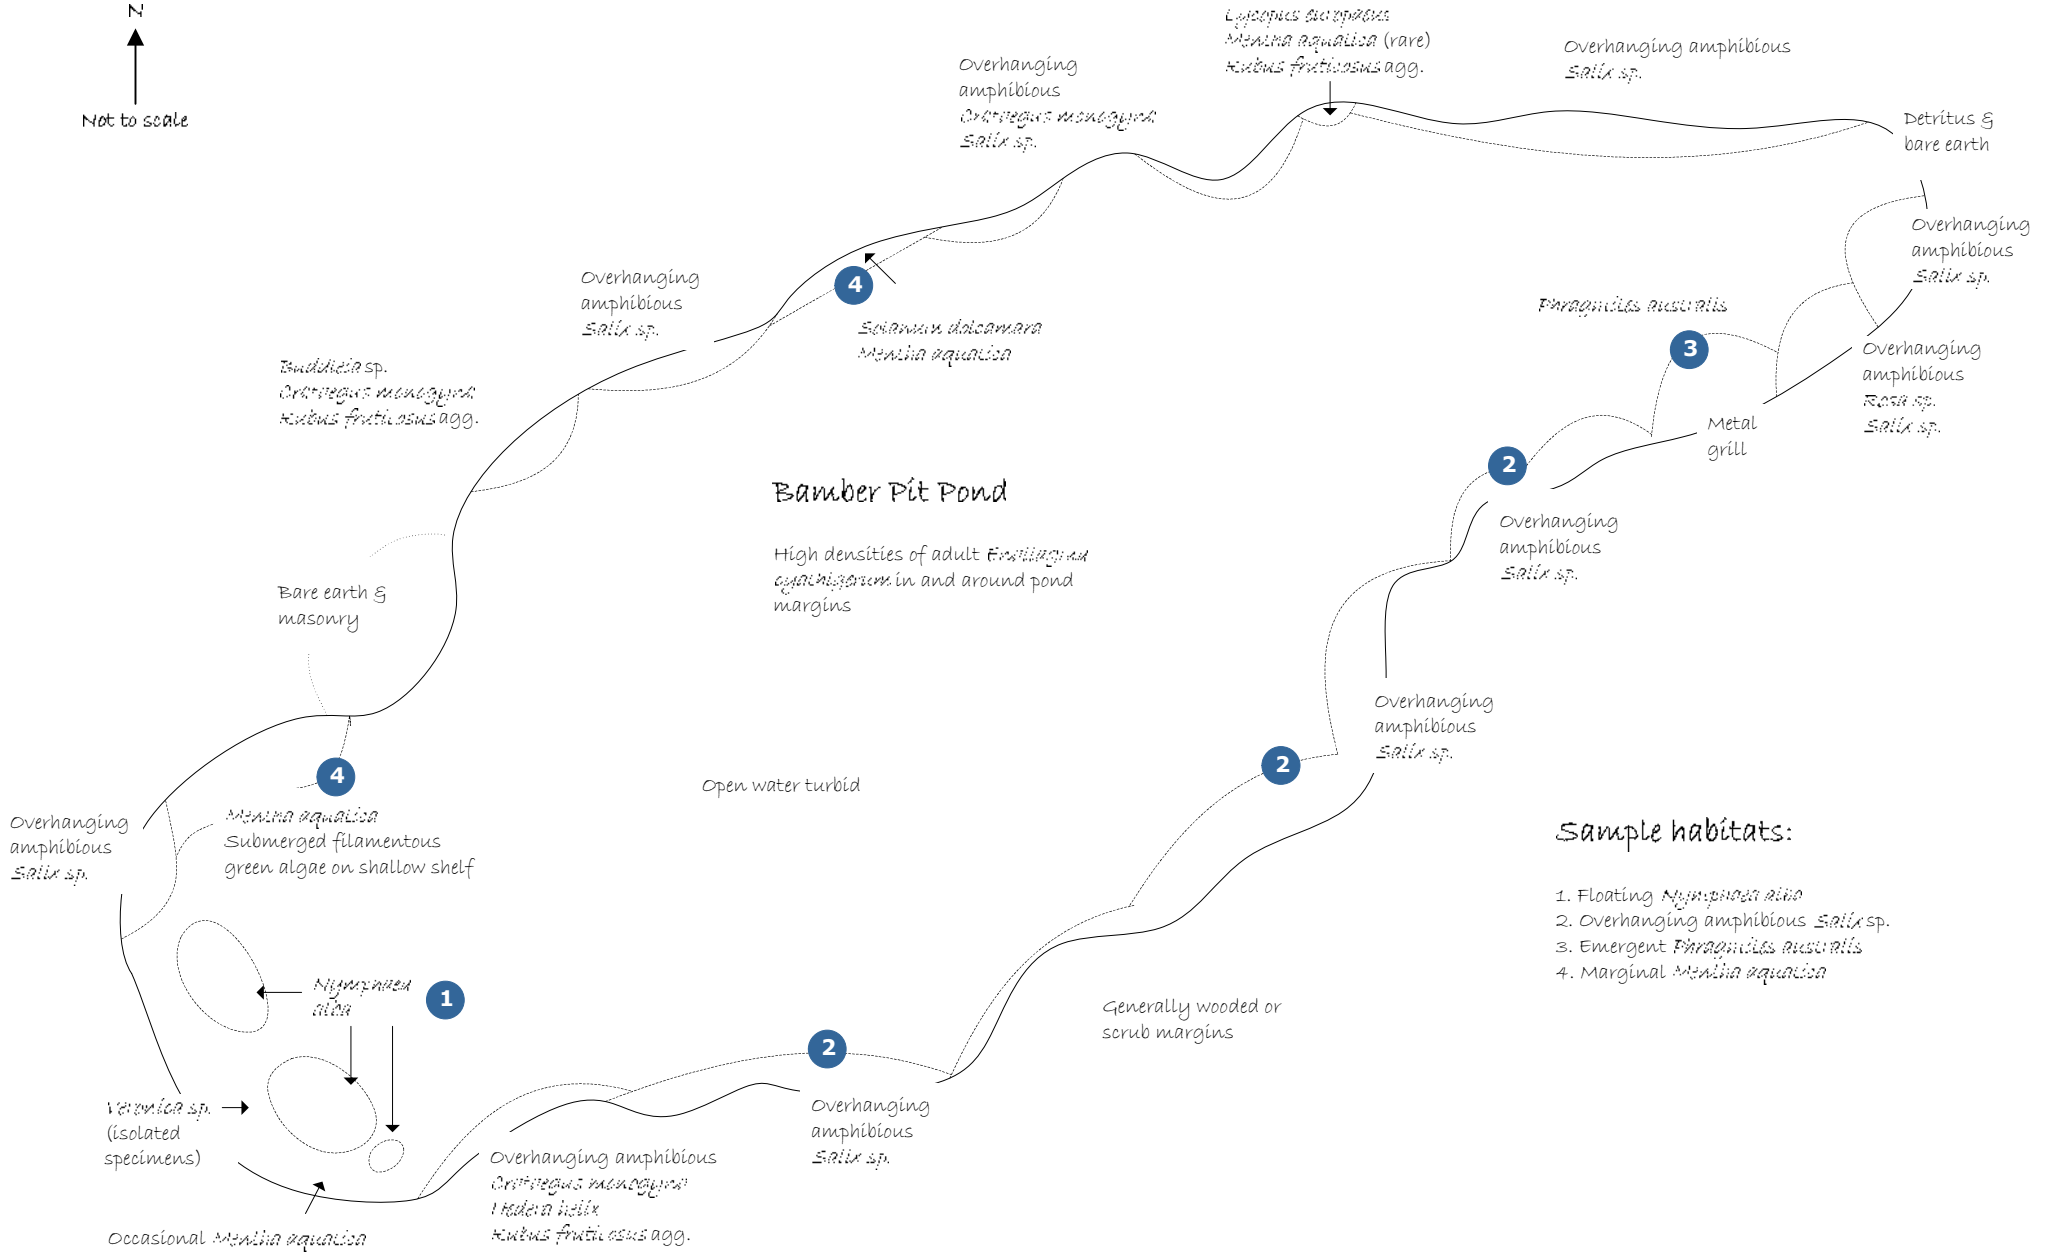 N
Not to scale
Overhanging
amphibious
Crataegus monogyna
Salix sp.
Lycopus europaeus
Mentha aquatica (rare)
Rubus fruticosus agg.
Overhanging amphibious
Salix sp.
Detritus &
bare earth
Overhanging
amphibious
Salix sp.
Overhanging
amphibious
Salix sp.
4
Solanum dulcamara
Mentha aquatica
Phragmites australis
3
Overhanging
amphibious
Rosa sp.
Salix sp.
Buddleia sp.
Crataegus monogyna
Rubus fruticosus agg.
Metal
grill
2
Bamber Pit Pond
High densities of adult Enallagma
cyathigerum in and around pond
margins
Overhanging
amphibious
Salix sp.
Bare earth &
masonry
Overhanging
amphibious
Salix sp.
4
2
Open water turbid
Mentha aquatica
Submerged filamentous
green algae on shallow shelf
Overhanging
amphibious
Salix sp.
Sample habitats:
1. Floating Nymphaea alba
2. Overhanging amphibious Salix sp.
3. Emergent Phragmites australis
4. Marginal Mentha aquatica
Nymphaea
alba
1
Generally wooded or
scrub margins
2
Veronica sp.
(isolated
specimens)
Overhanging
amphibious
Salix sp.
Overhanging amphibious
Crataegus monogyna
Hedera helix
Rubus fruticosus agg.
Occasional Mentha aquatica